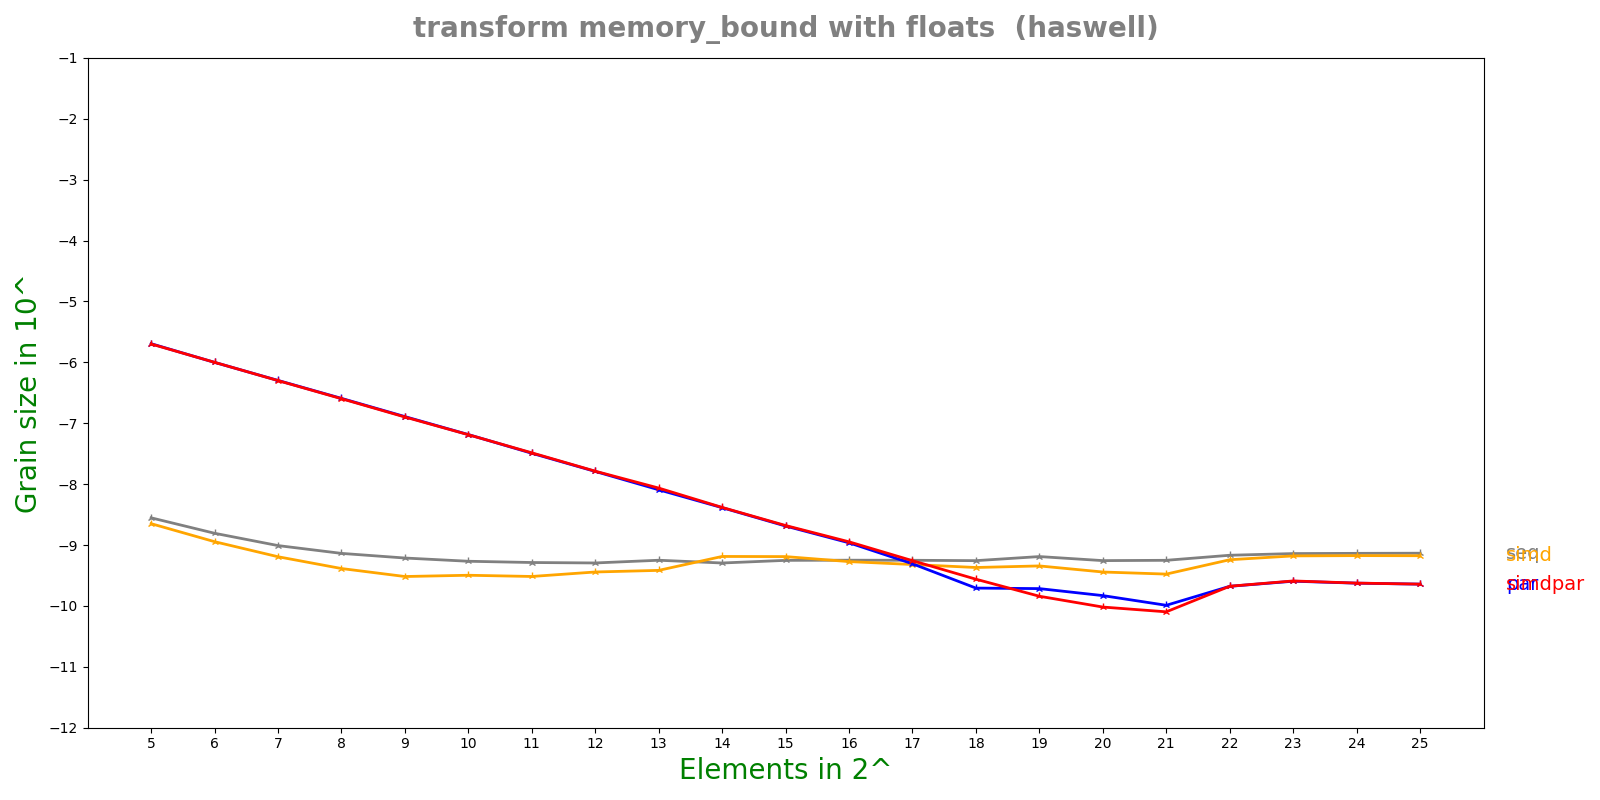 transform memory_bound with floats (haswell)
Grain size in 10^
−1
−2
−3
−4
−5
−6
−7
−8
−9
−10
−11
−12
seq
simd
par
simdpar
5 6 7 8 9 10 11 12 13 14 15 16 17 18 19 20 21 22 23 24 25
Elements in 2^